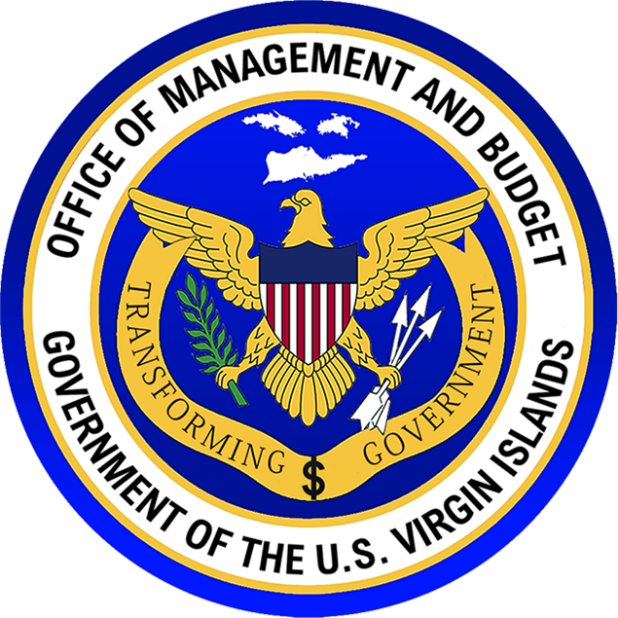 OFFICE OF MANAGEMENT AND BUDGET
TRANSFORMING $ GOVERNMENT
GOVERNMENT OF THE U.S. VIRGIN ISLANDS